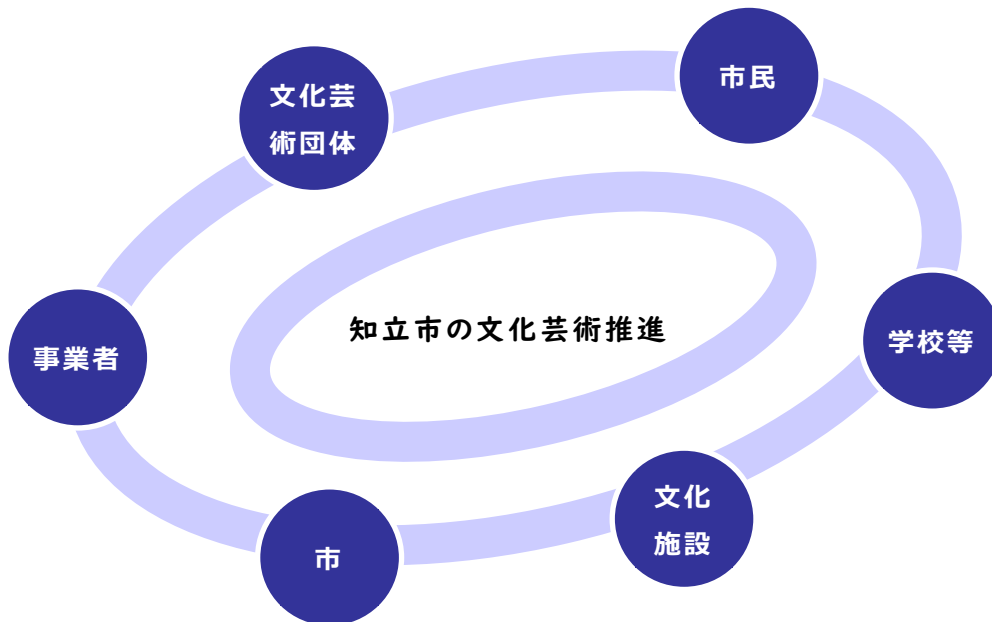 市民
文化芸
術団体
知立市の文化芸術推進
学校等
事業者
文化
施設
市